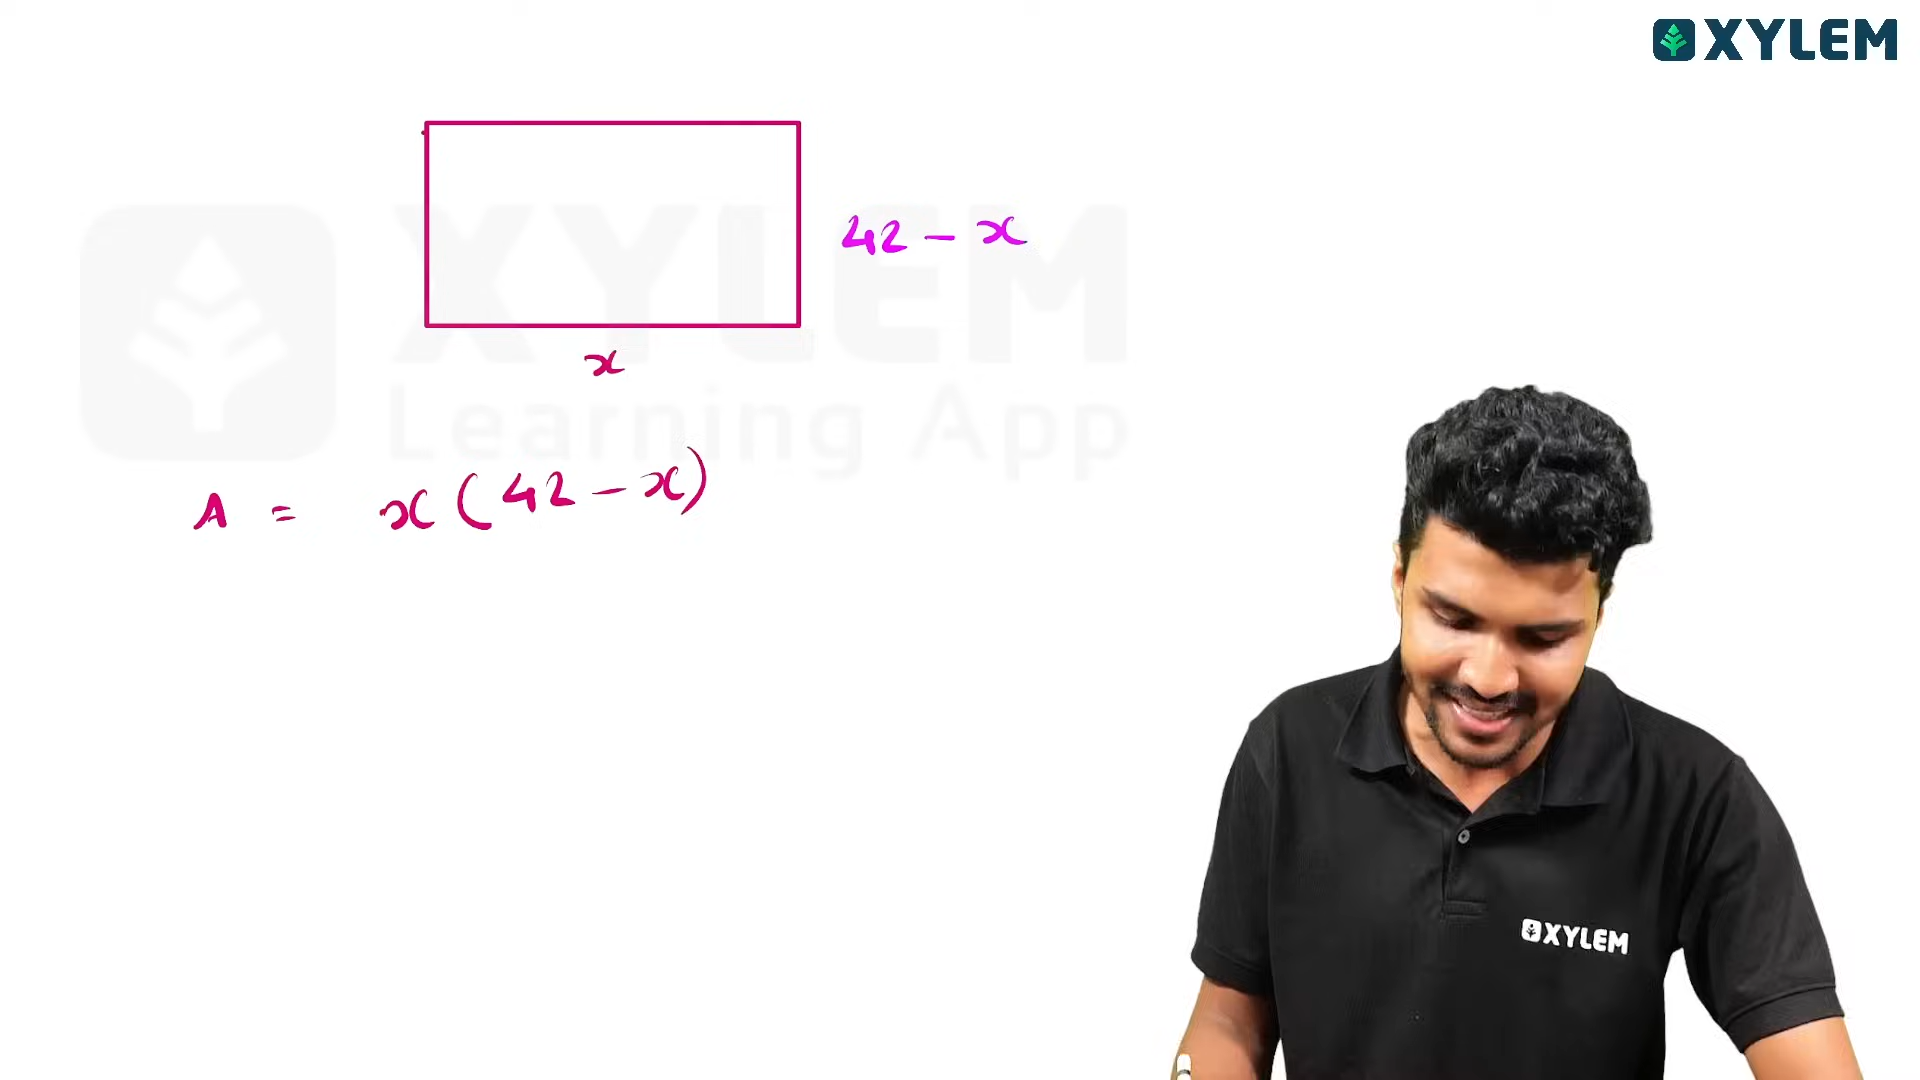 XYLEM
42 - x
XYLEM
x
Learning App
A = x(42 - x)
XYLEM